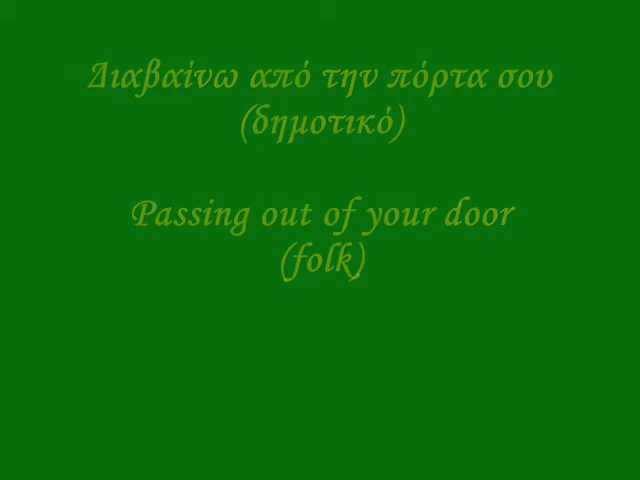 Διαβαίνω από την πόρτα σου
(δημοτικό)
Passing out of your door
(folk)